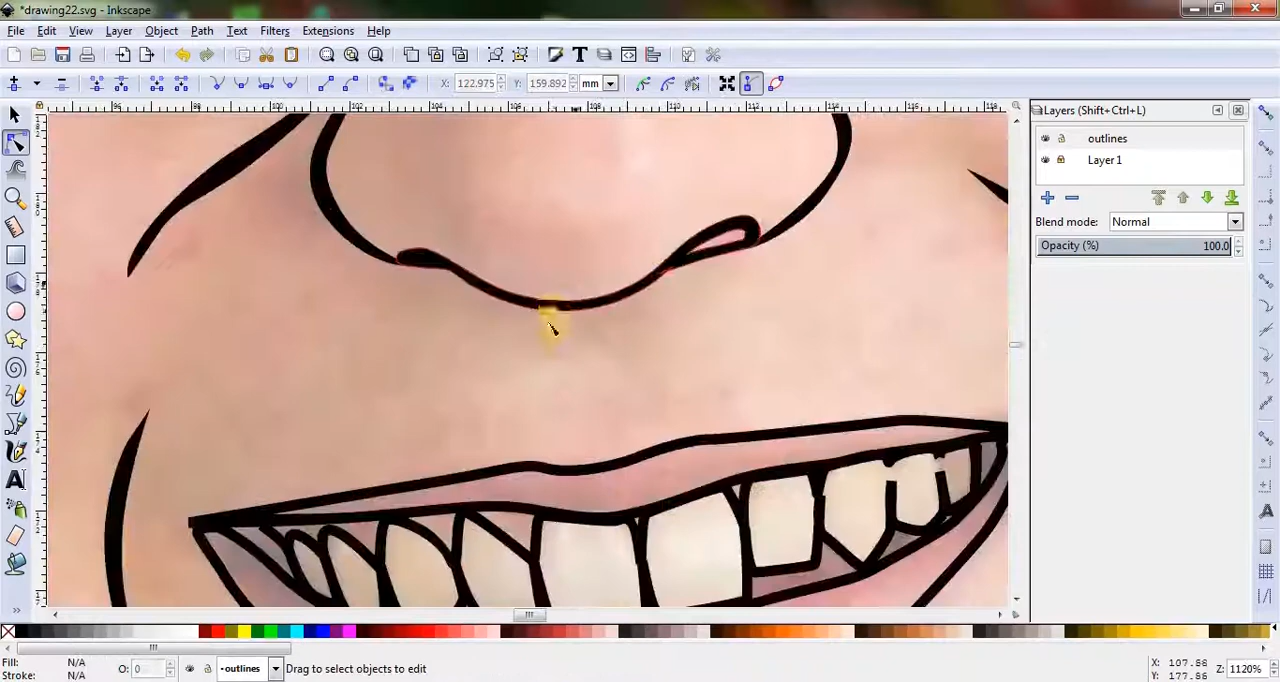 *drawing22.svg - Inkscape
File Edit View Layer Object Path Text Filters Extensions Help
X: 122.975 Y: 159.892 mm
Layers (Shift+Ctrl+L)
outlines
Layer 1
Blend mode: Normal
Opacity (%) 100.0
Fill: N/A O: 0 outlines Drag to select objects to edit X: 107.86 Z: 1120%
Stroke: N/A Y: 177.86